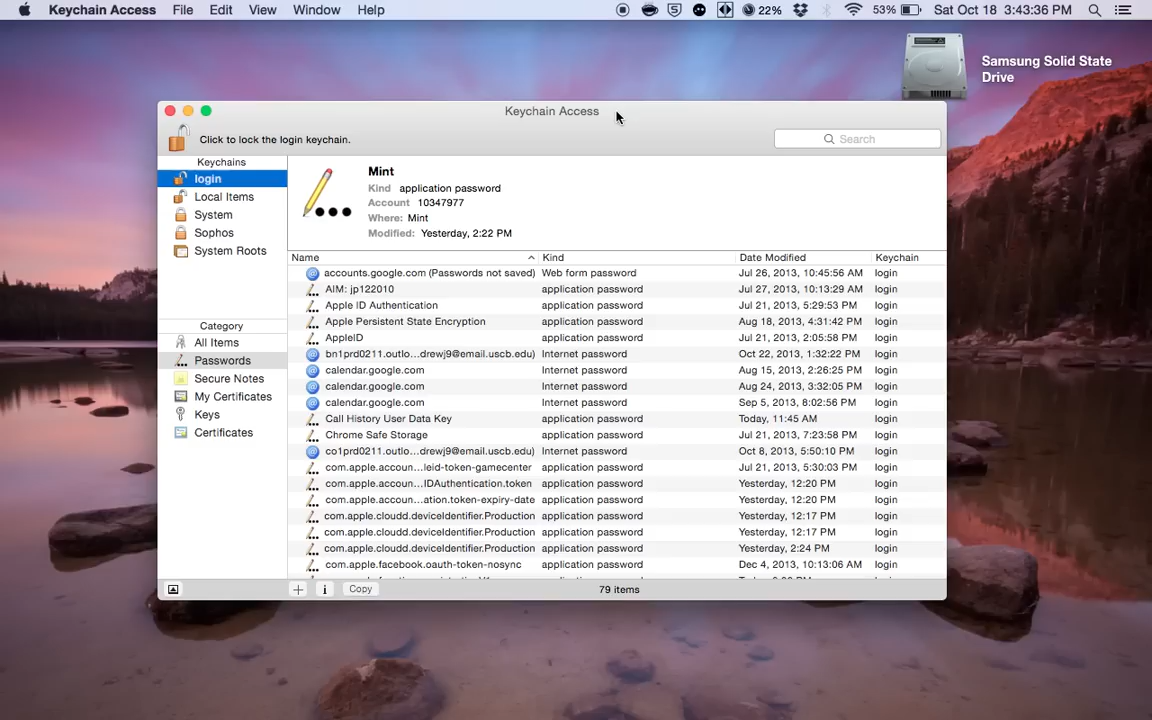 Keychain Access File Edit View Window Help 22% 53% Sat Oct 18 3:43:36 PM
Samsung Solid State
Drive
Keychain Access
Click to lock the login keychain.
Search
Keychains
login
Local Items
System
Sophos
System Roots
Category
All Items
Passwords
Secure Notes
My Certificates
Keys
Certificates
Mint
Kind application password
Account 10347977
Where: Mint
Modified: Yesterday, 2:22 PM
Name Kind Date Modified Keychain
accounts.google.com (Passwords not saved) Web form password Jul 26, 2013, 10:45:56 AM login
AIM: jp122010 application password Jul 27, 2013, 10:13:29 AM login
Apple ID Authentication application password Jul 21, 2013, 5:29:53 PM login
Apple Persistent State Encryption application password Aug 18, 2013, 4:31:42 PM login
AppleID application password Jul 21, 2013, 2:05:58 PM login
bn1prd0211.outlo...drewj9@email.uscb.edu) Internet password Oct 22, 2013, 1:32:22 PM login
calendar.google.com Internet password Aug 15, 2013, 2:26:25 PM login
calendar.google.com Internet password Aug 24, 2013, 3:32:05 PM login
calendar.google.com Internet password Sep 5, 2013, 8:02:56 PM login
Call History User Data Key application password Today, 11:45 AM login
Chrome Safe Storage application password Jul 21, 2013, 7:23:58 PM login
co1prd0211.outlo...drewj9@email.uscb.edu) Internet password Oct 8, 2013, 5:50:10 PM login
com.apple.accoun...leid-token-gamecenter application password Jul 21, 2013, 5:30:03 PM login
com.apple.accoun...IDAuthentication.token application password Yesterday, 12:20 PM login
com.apple.accoun...ation.token-expiry-date application password Yesterday, 12:20 PM login
com.apple.cloudd.deviceIdentifier.Production application password Yesterday, 12:17 PM login
com.apple.cloudd.deviceIdentifier.Production application password Yesterday, 12:17 PM login
com.apple.cloudd.deviceIdentifier.Production application password Yesterday, 2:24 PM login
com.apple.facebook.oauth-token-nosync application password Dec 4, 2013, 10:13:06 AM login
Copy
79 items